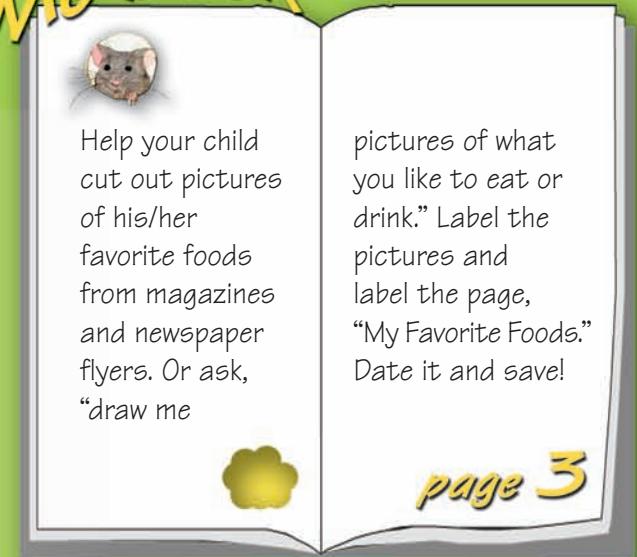 Help your child
cut out pictures
of his/her
favorite foods
from magazines
and newspaper
flyers. Or ask,
“draw me
pictures of what
you like to eat or
drink.” Label the
pictures and
label the page,
“My Favorite Foods.”
Date it and save!
page 3